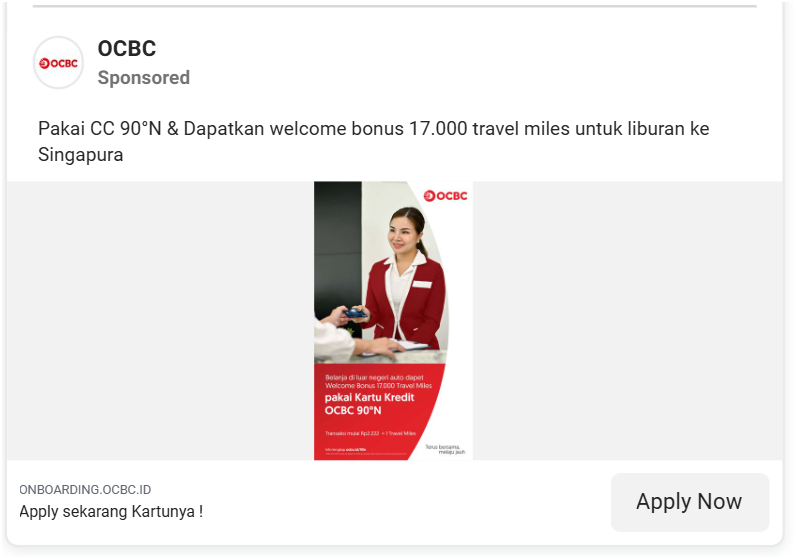 OCBC
OCBC
Sponsored
Pakai CC 90°N & Dapatkan welcome bonus 17.000 travel miles untuk liburan ke
Singapura
OCBC
Belanja di luar negeri auto dapet
Welcome Bonus 17.000 Travel Miles
pakai Kartu Kredit
OCBC 90°N
Transaksi mulai Rp2.222 = 1 Travel Miles
Terus bersama,
melaju jauh
ONBOARDING.OCBC.ID
Apply sekarang Kartunya !
Apply Now